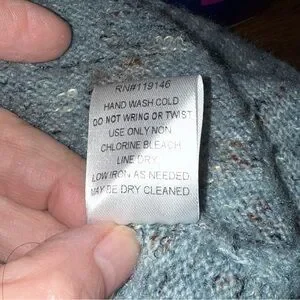 RN#119146
HAND WASH COLD
DO NOT WRING OR TWIST
USE ONLY NON
CHLORINE BLEACH
LINE DRY
LOW IRON AS NEEDED
MAY BE DRY CLEANED